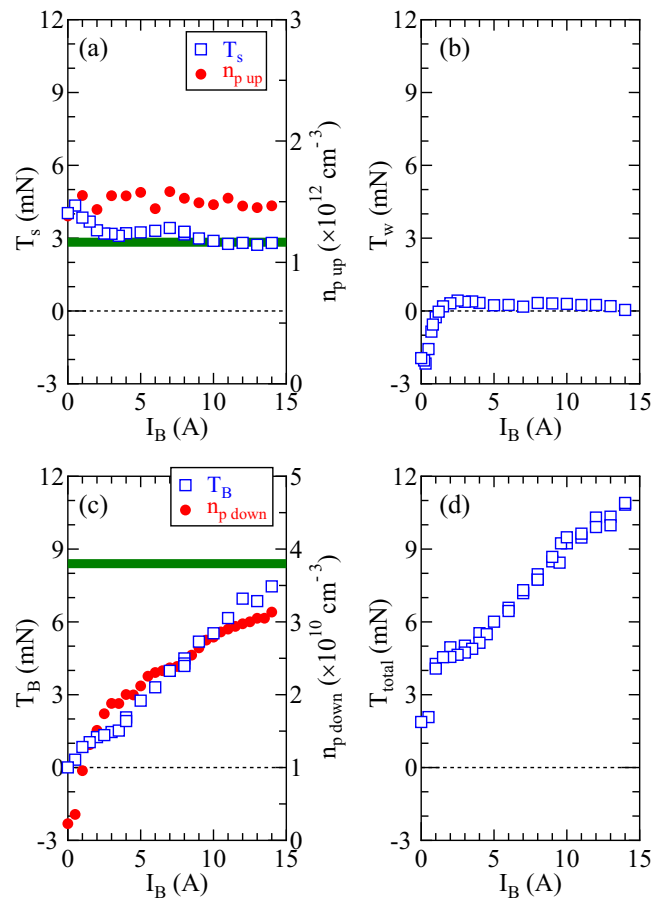 (a)
T_s
n_p up
12
9
6
3
0
-3
T_s (mN)
3
2
1
0
n_p up (×10^12 cm^-3)
0
5
10
15
I_B (A)
(b)
12
9
6
3
0
-3
T_w (mN)
0
5
10
15
I_B (A)
(c)
T_B
n_p down
12
9
6
3
0
-3
T_B (mN)
5
4
3
2
1
0
n_p down (×10^10 cm^-3)
0
5
10
15
I_B (A)
(d)
12
9
6
3
0
-3
T_total (mN)
0
5
10
15
I_B (A)